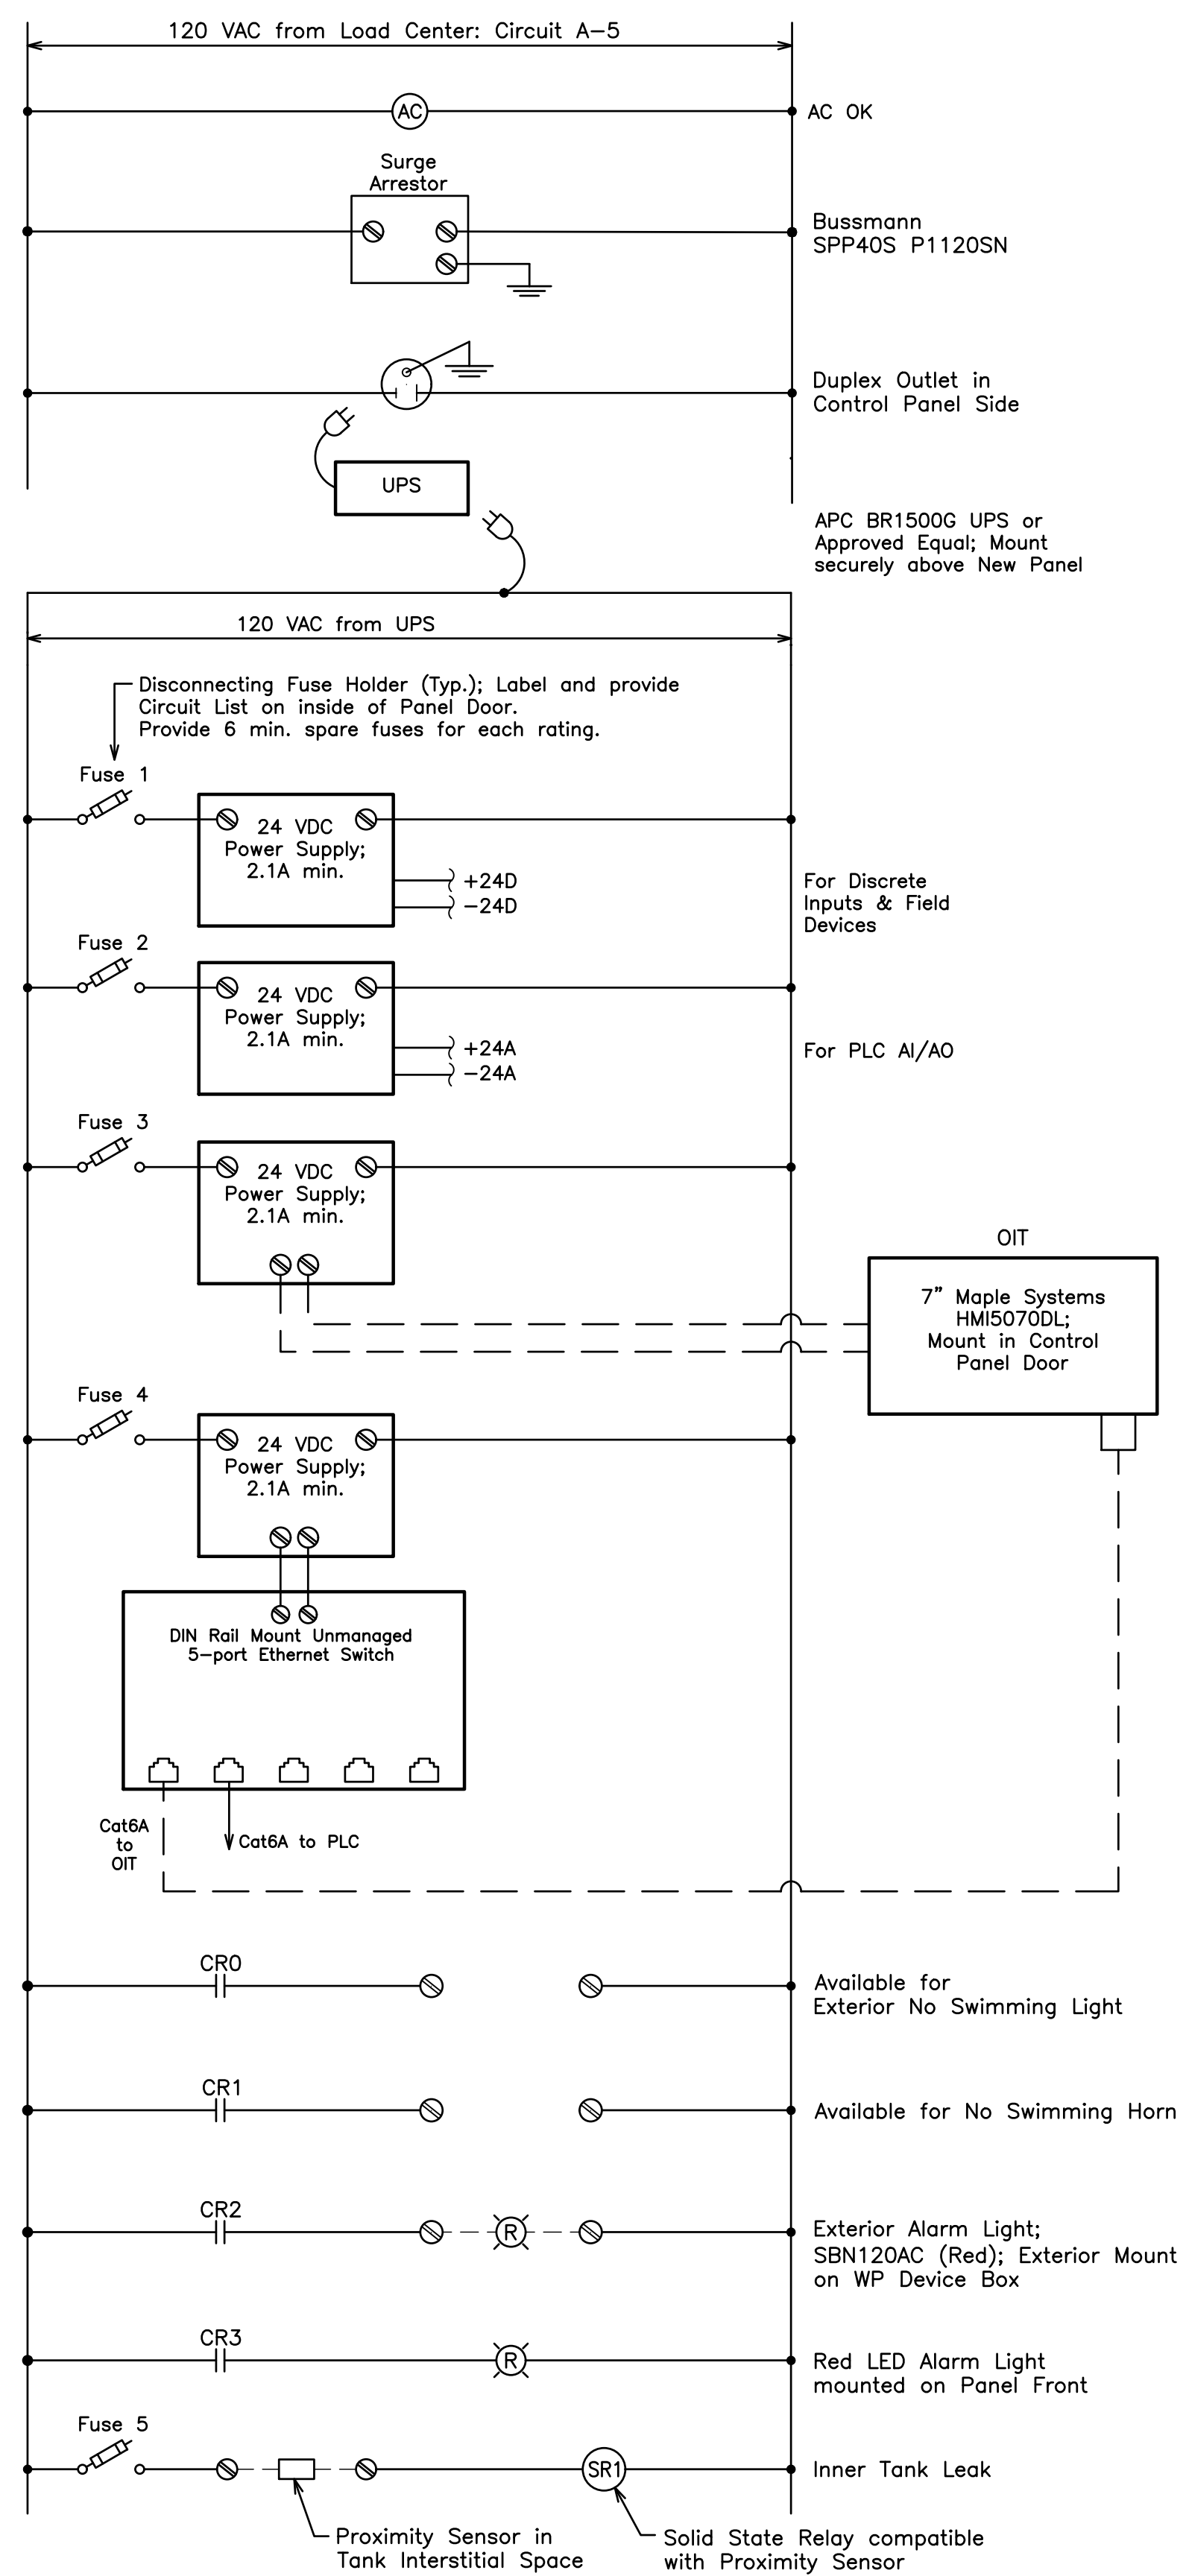 120 VAC from Load Center: Circuit A-5
AC
AC OK
Surge
Arrestor
Bussmann
SPP40S P1120SN
Duplex Outlet in
Control Panel Side
UPS
APC BR1500G UPS or
Approved Equal; Mount
securely above New Panel
120 VAC from UPS
Disconnecting Fuse Holder (Typ.); Label and provide
Circuit List on inside of Panel Door.
Provide 6 min. spare fuses for each rating.
Fuse 1
24 VDC
Power Supply;
2.1A min.
+24D
-24D
For Discrete
Inputs & Field
Devices
Fuse 2
24 VDC
Power Supply;
2.1A min.
+24A
-24A
For PLC AI/AO
Fuse 3
24 VDC
Power Supply;
2.1A min.
OIT
7" Maple Systems
HMI5070DL;
Mount in Control
Panel Door
Fuse 4
24 VDC
Power Supply;
2.1A min.
DIN Rail Mount Unmanaged
5-port Ethernet Switch
Cat6A
to
OIT
Cat6A to PLC
CR0
Available for
Exterior No Swimming Light
CR1
Available for No Swimming Horn
CR2
R
Exterior Alarm Light;
SBN120AC (Red); Exterior Mount
on WP Device Box
CR3
R
Red LED Alarm Light
mounted on Panel Front
Fuse 5
SR1
Inner Tank Leak
Proximity Sensor in
Tank Interstitial Space
Solid State Relay compatible
with Proximity Sensor